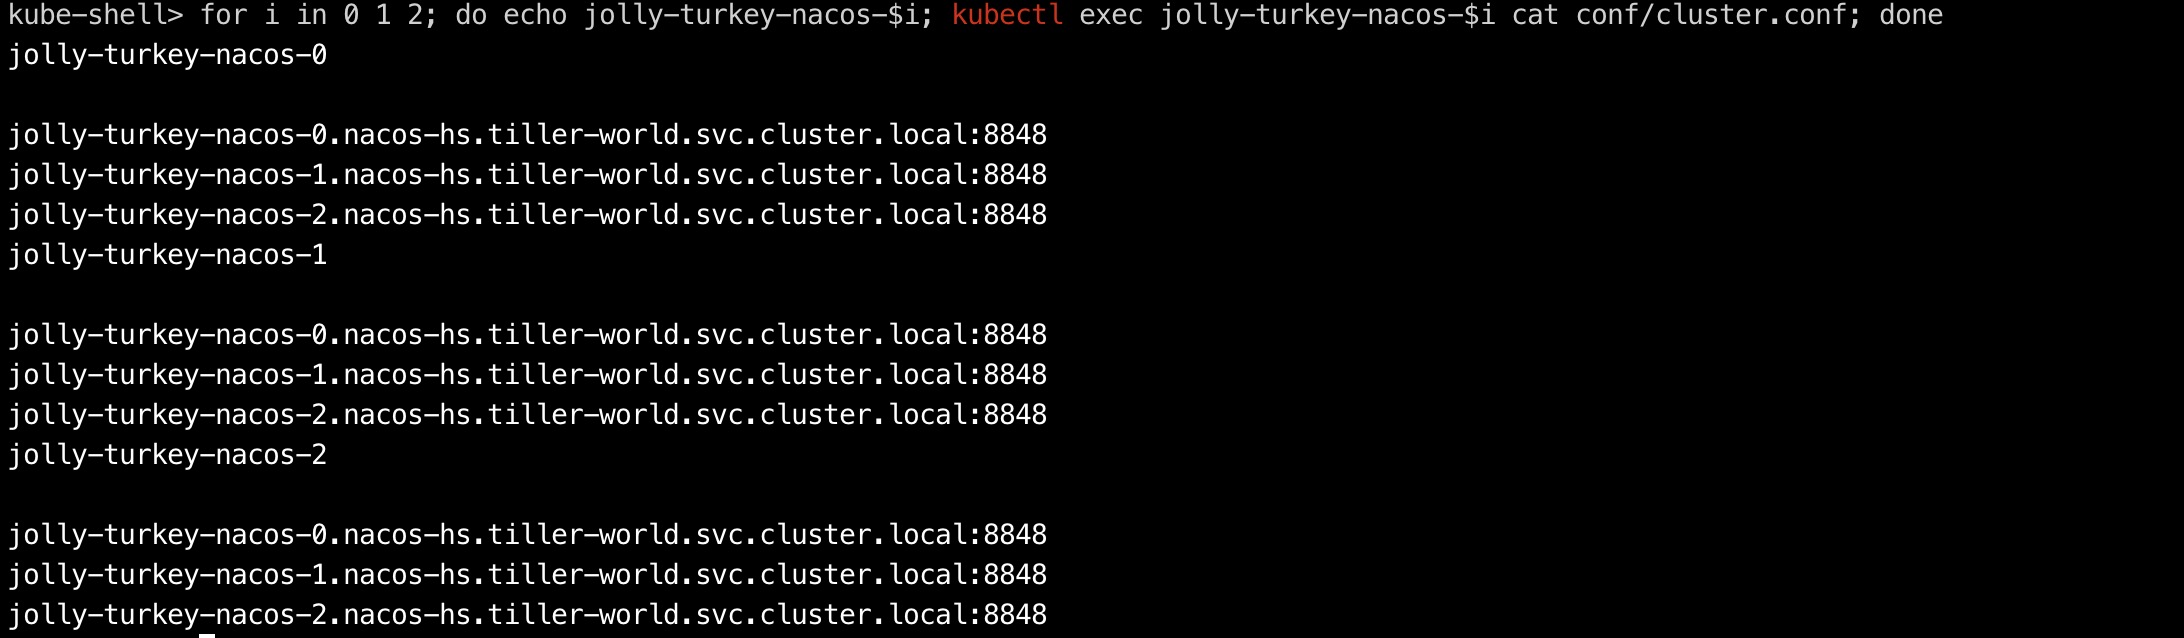 kube-shell> for i in 0 1 2; do echo jolly-turkey-nacos-$i; kubectl exec jolly-turkey-nacos-$i cat conf/cluster.conf; done
jolly-turkey-nacos-0
jolly-turkey-nacos-0.nacos-hs.tiller-world.svc.cluster.local:8848
jolly-turkey-nacos-1.nacos-hs.tiller-world.svc.cluster.local:8848
jolly-turkey-nacos-2.nacos-hs.tiller-world.svc.cluster.local:8848
jolly-turkey-nacos-1
jolly-turkey-nacos-0.nacos-hs.tiller-world.svc.cluster.local:8848
jolly-turkey-nacos-1.nacos-hs.tiller-world.svc.cluster.local:8848
jolly-turkey-nacos-2.nacos-hs.tiller-world.svc.cluster.local:8848
jolly-turkey-nacos-2
jolly-turkey-nacos-0.nacos-hs.tiller-world.svc.cluster.local:8848
jolly-turkey-nacos-1.nacos-hs.tiller-world.svc.cluster.local:8848
jolly-turkey-nacos-2.nacos-hs.tiller-world.svc.cluster.local:8848